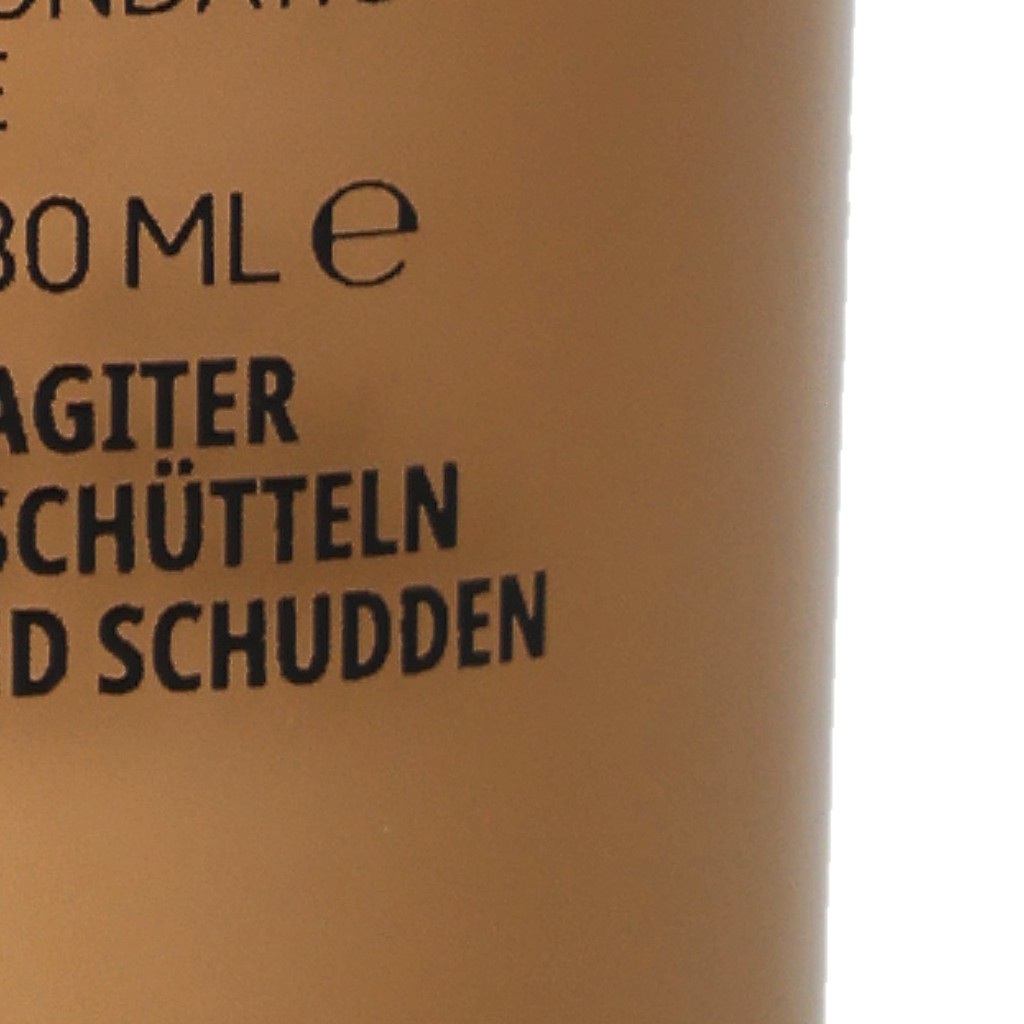 30 ML ℮
AGITER
SCHÜTTELN
SCHUDDEN